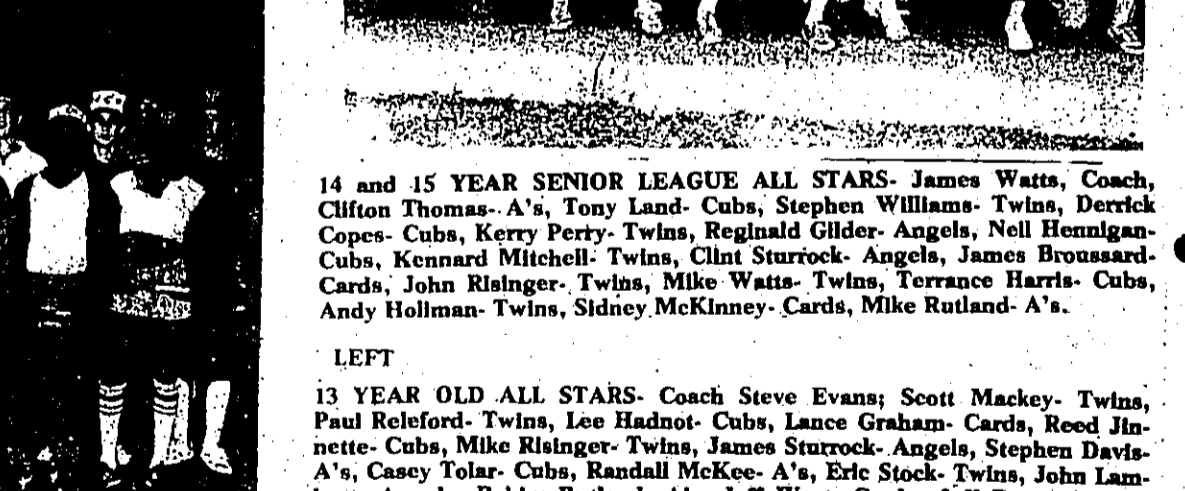 14 and 15 YEAR SENIOR LEAGUE ALL STARS- James Watts, Coach,
Clifton Thomas- A's, Tony Land- Cubs, Stephen Williams- Twins, Derrick
Copes- Cubs, Kerry Perry- Twins, Reginald Gilder- Angels, Neil Hennigan-
Cubs, Kennard Mitchell- Twins, Clint Sturrock- Angels, James Broussard-
Cards, John Risinger- Twins, Mike Watts- Twins, Terrance Harris- Cubs,
Andy Hollman- Twins, Sidney McKinney- Cards, Mike Rutland- A's.
LEFT
13 YEAR OLD ALL STARS- Coach Steve Evans; Scott Mackey- Twins,
Paul Releford- Twins, Lee Hadnot- Cubs, Lance Graham- Cards, Reed Jin-
nette- Cubs, Mike Risinger- Twins, James Sturrock- Angels, Stephen Davis-
A's, Casey Tolar- Cubs, Randall McKee- A's, Eric Stock- Twins, John Lam-